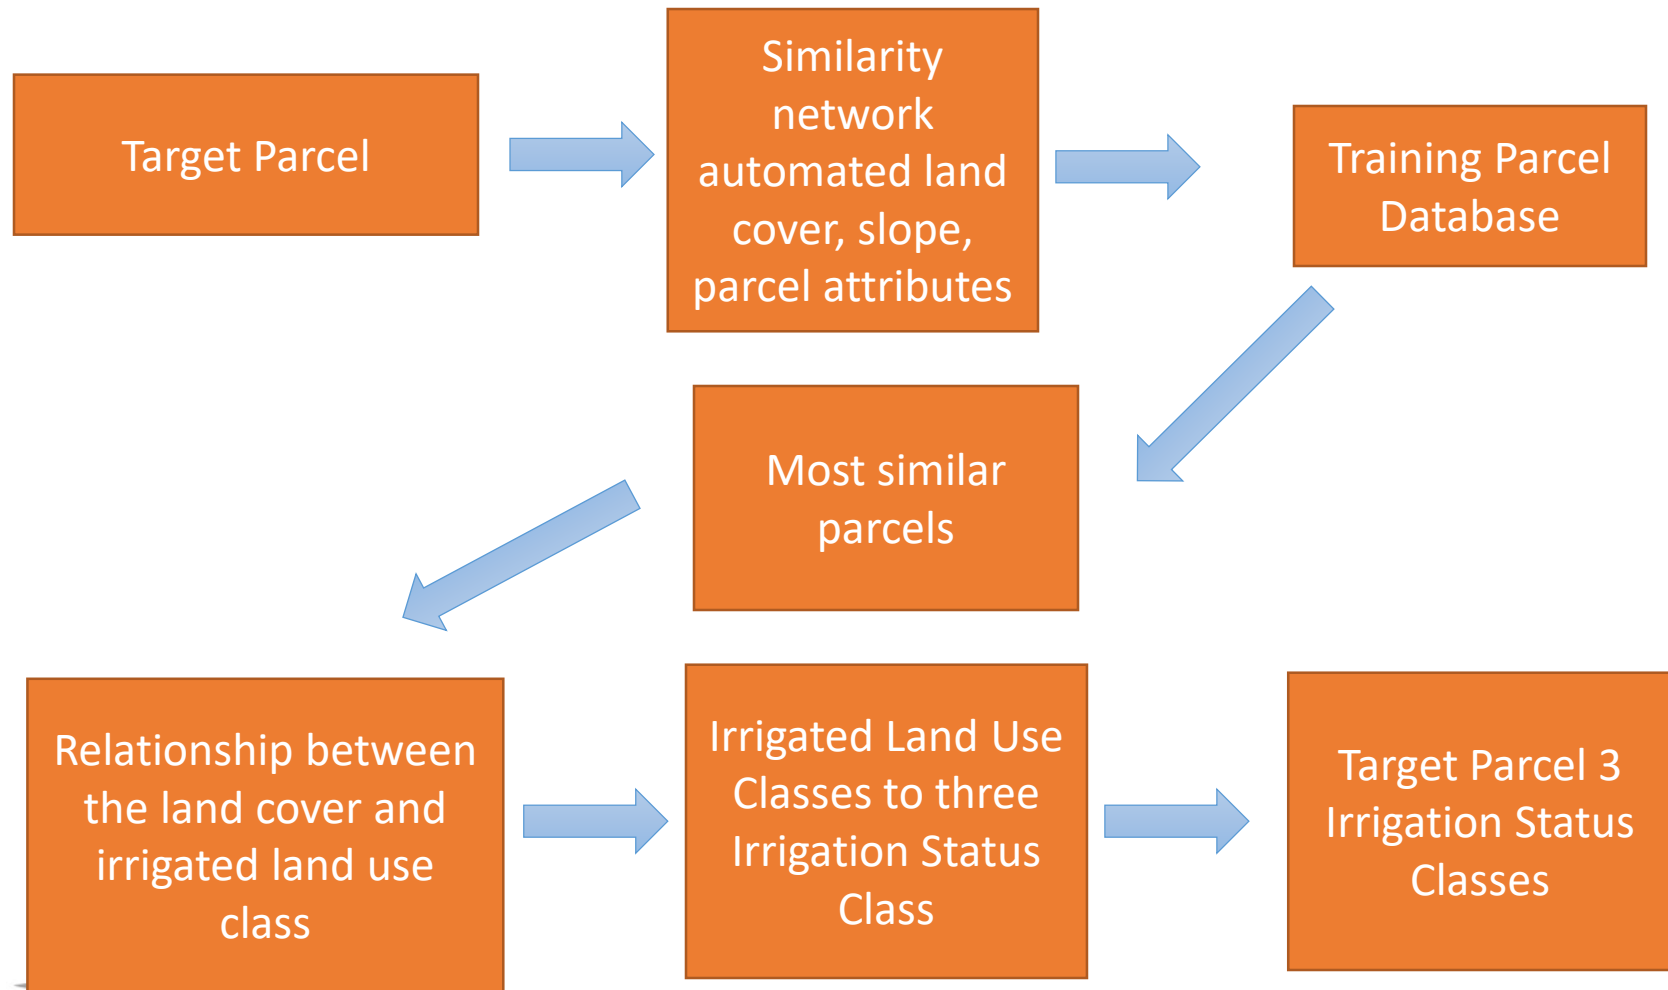 Target Parcel
Similarity
network
automated land
cover, slope,
parcel attributes
Training Parcel
Database
Most similar
parcels
Relationship between
the land cover and
irrigated land use
class
Irrigated Land Use
Classes to three
Irrigation Status
Class
Target Parcel 3
Irrigation Status
Classes